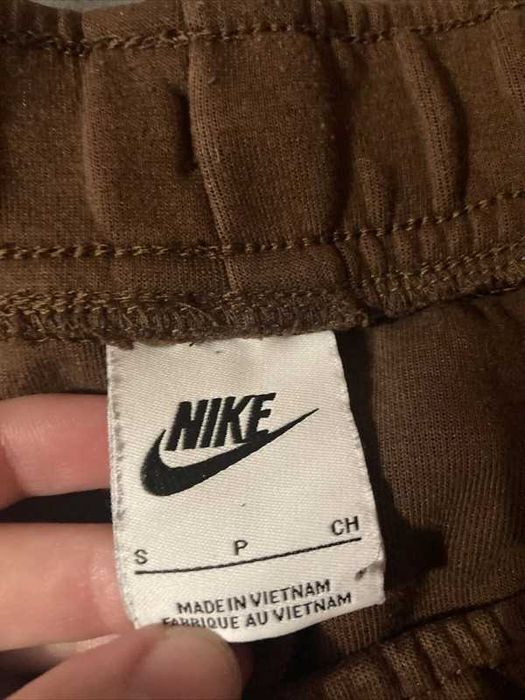 NIKE
S P CH
MADE IN VIETNAM
FABRIQUE AU VIETNAM